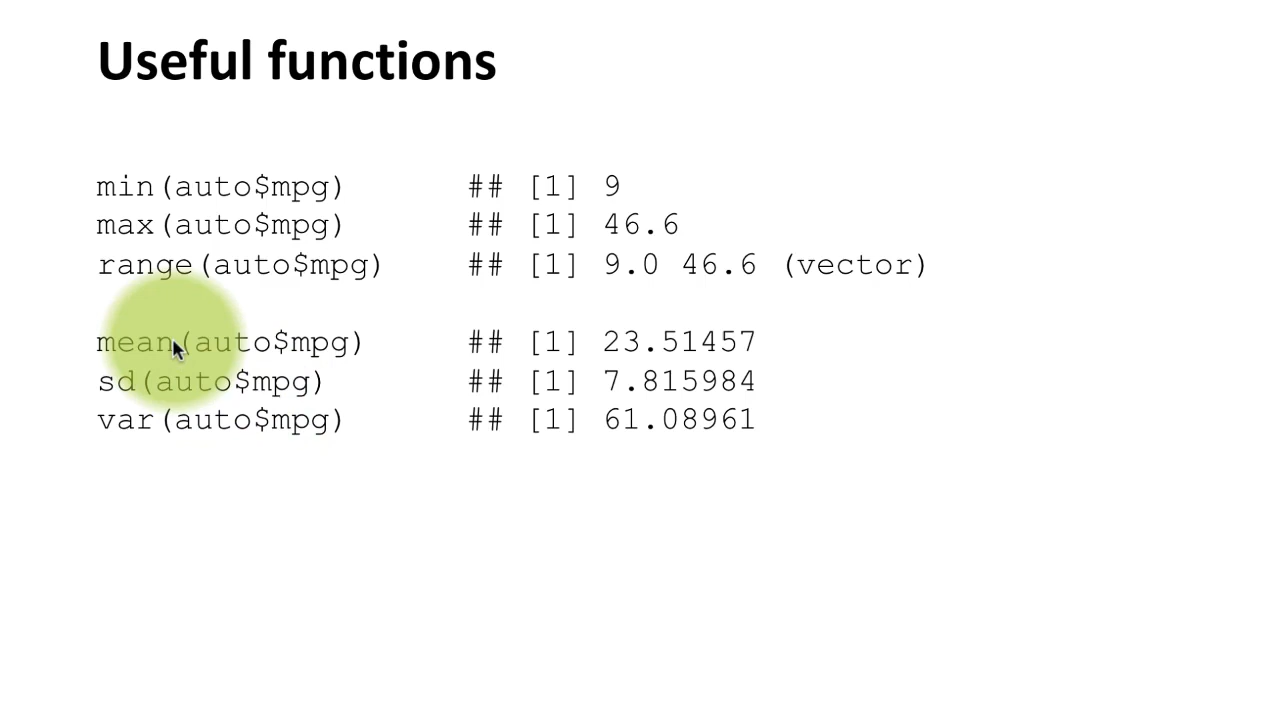 Useful functions
min(auto$mpg) ## [1] 9
max(auto$mpg) ## [1] 46.6
range(auto$mpg) ## [1] 9.0 46.6 (vector)
mean(auto$mpg) ## [1] 23.51457
sd(auto$mpg) ## [1] 7.815984
var(auto$mpg) ## [1] 61.08961